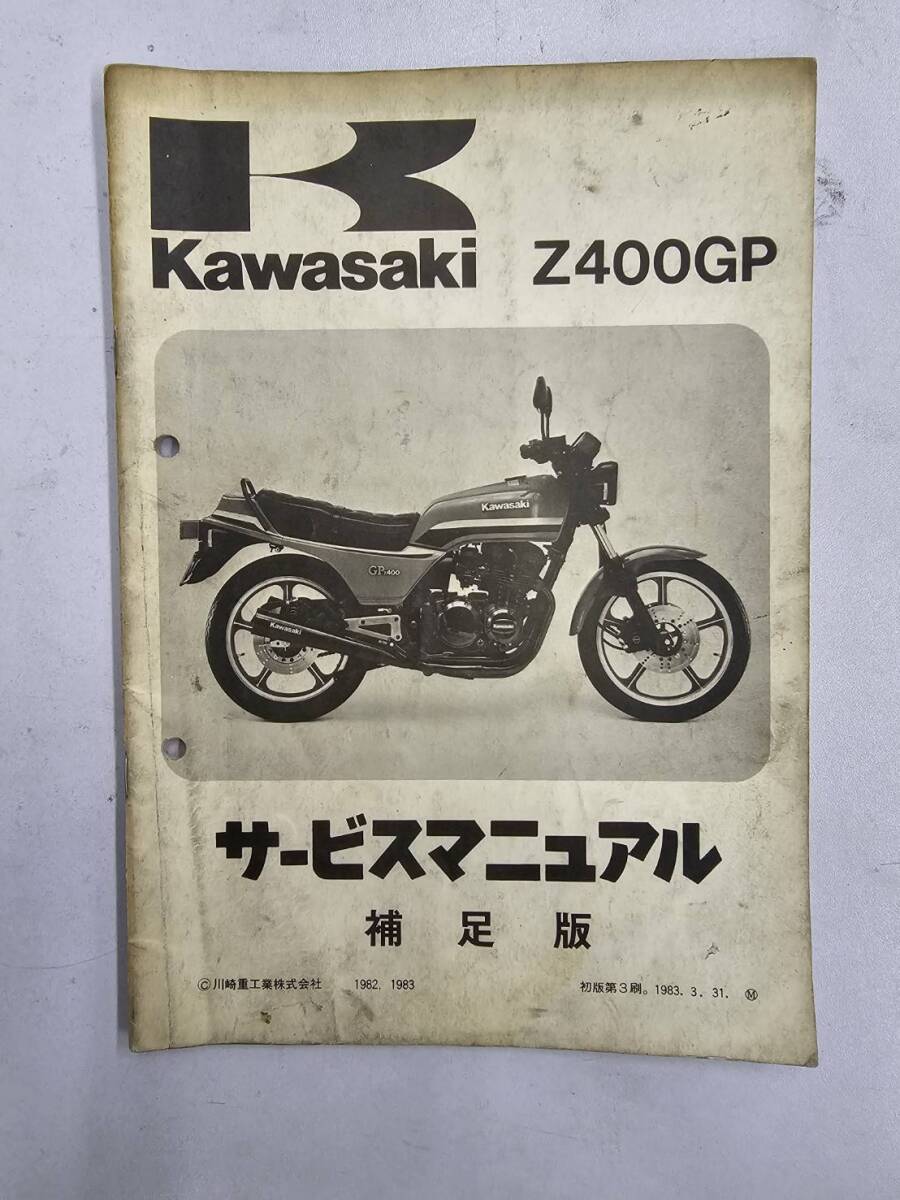 Kawasaki Z400GP
Kawasaki
GPz400
Kawasaki
サービスマニュアル
補足版
©川崎重工業株式会社 1982, 1983 初版第3刷。1983. 3. 31. Ⓜ